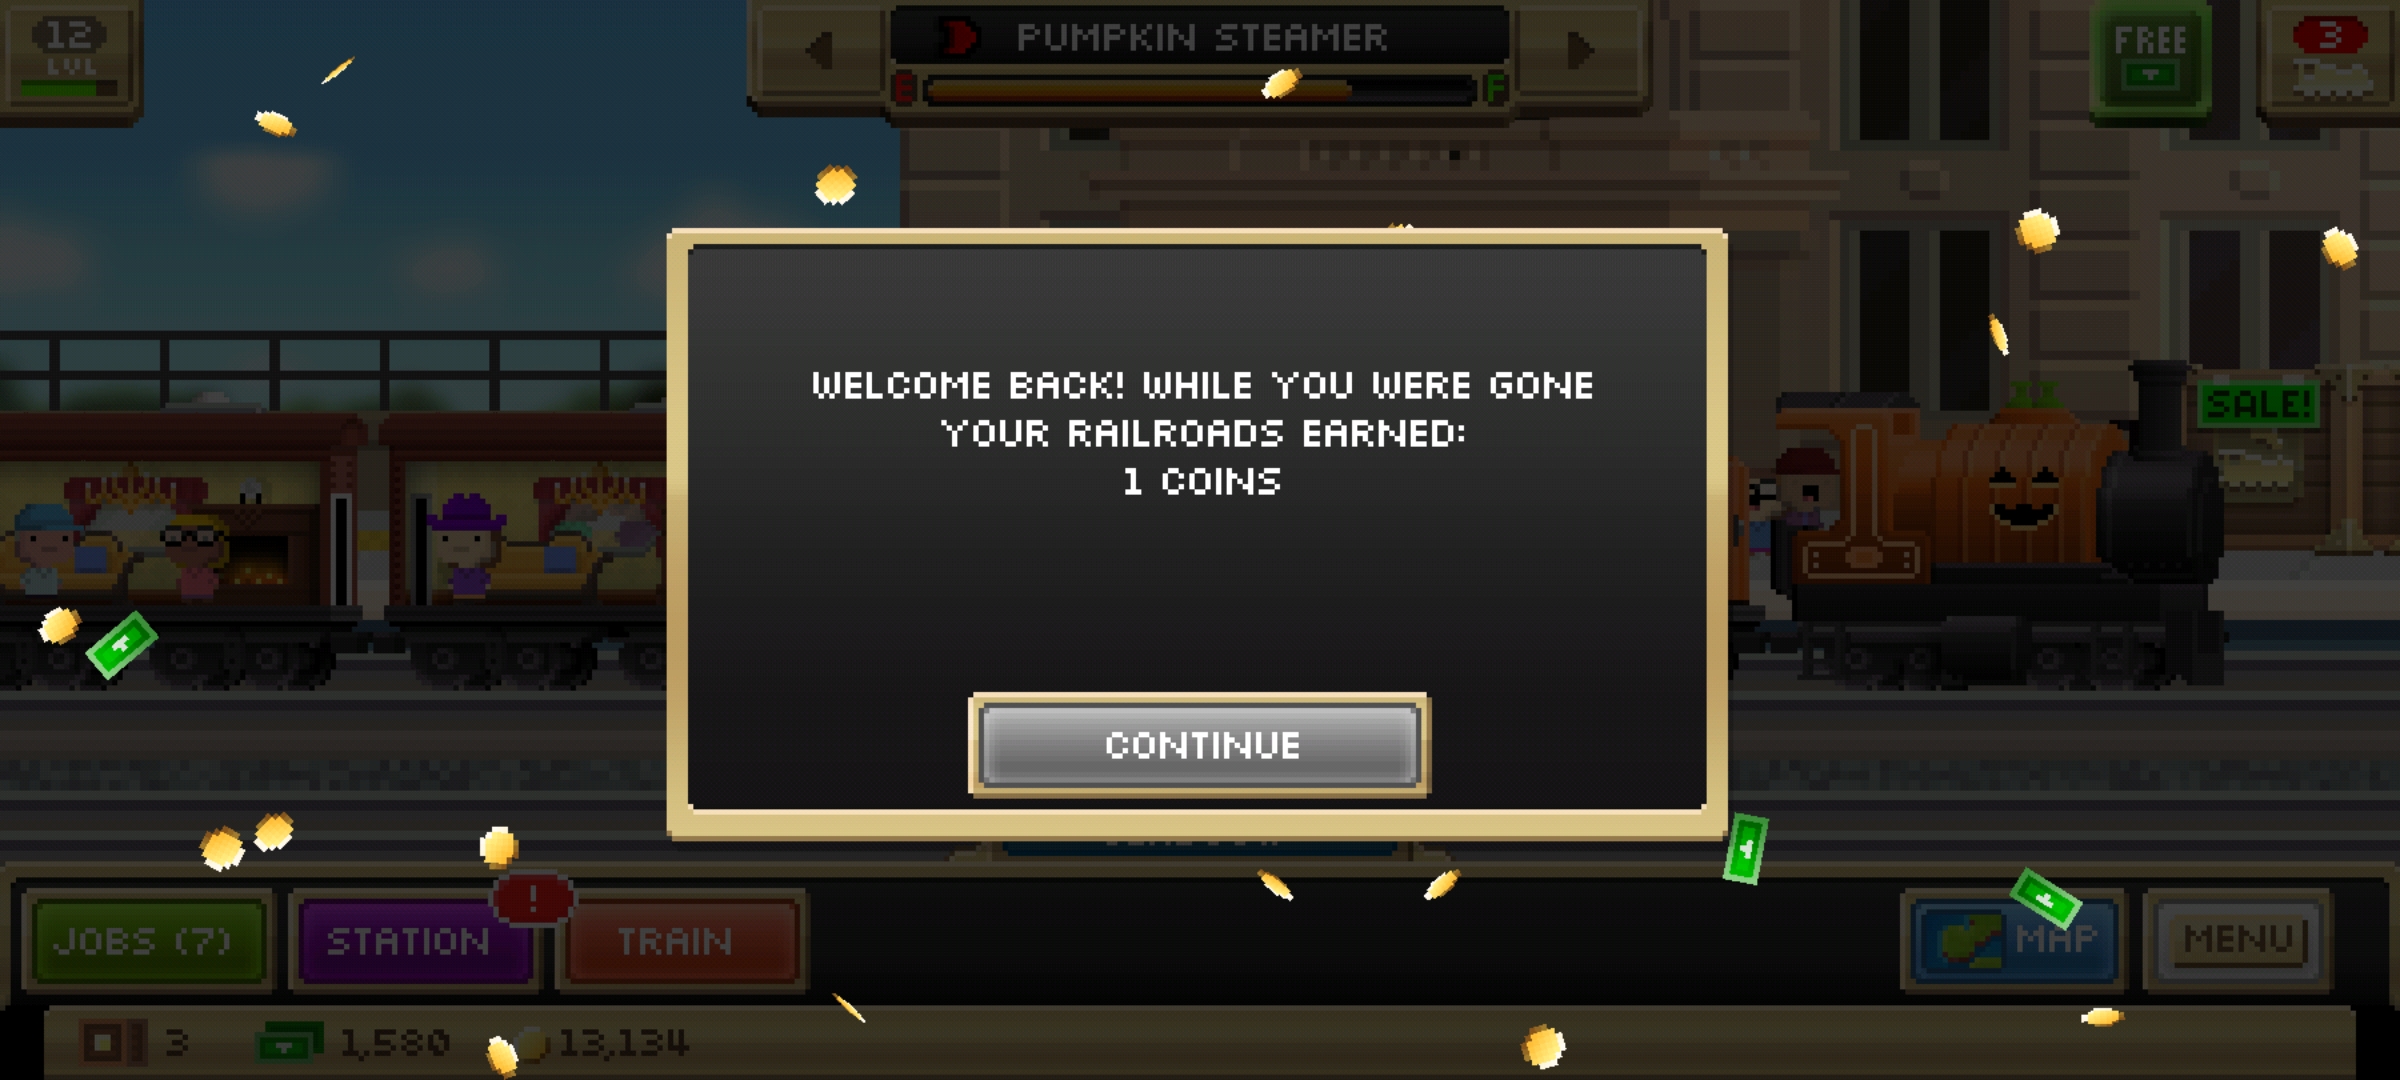 12
LVL
PUMPKIN STEAMER
E
F
FREE
3
WELCOME BACK! WHILE YOU WERE GONE
YOUR RAILROADS EARNED:
1 COINS
SALE!
CONTINUE
!
JOBS (7)
STATION
TRAIN
MAP
MENU
3
1,580
13,134